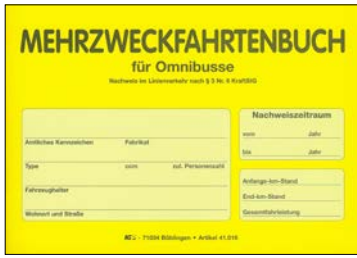 MEHRZWECKFAHRTENBUCH
für Omnibusse
Nachweis im Linienverkehr nach § 3 Nr. 6 KraftStG
Nachweiszeitraum
vom Jahr
bis Jahr
Amtliches Kennzeichen Fabrikat
Type ccm zul. Personenzahl
Fahrzeughalter
Wohnort und Straße
Anfangs-km-Stand
End-km-Stand
Gesamtfahrleistung
71034 Böblingen • Artikel 41.016